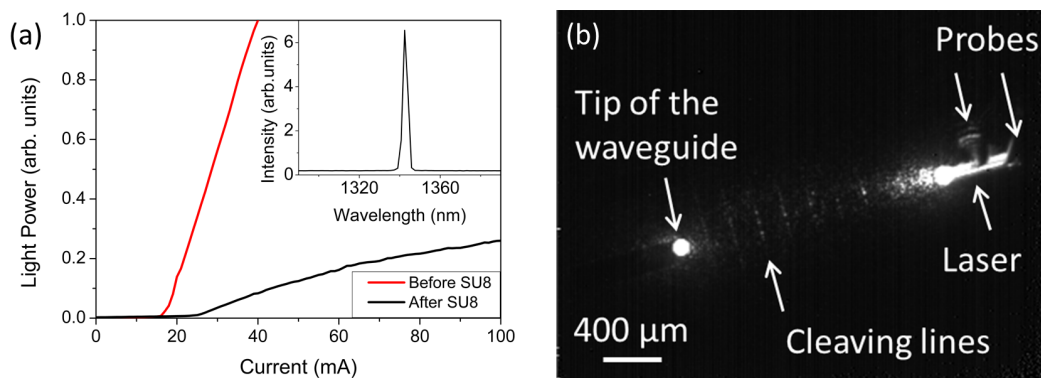 (a)
1.0
0.8
0.6
0.4
0.2
0.0
Light Power (arb. units)
0 20 40 60 80 100
Current (mA)
6
4
2
0
Intensity (arb.units)
1320 1360
Wavelength (nm)
Before SU8
After SU8
(b)
Probes
Tip of the
waveguide
Laser
400 µm
Cleaving lines